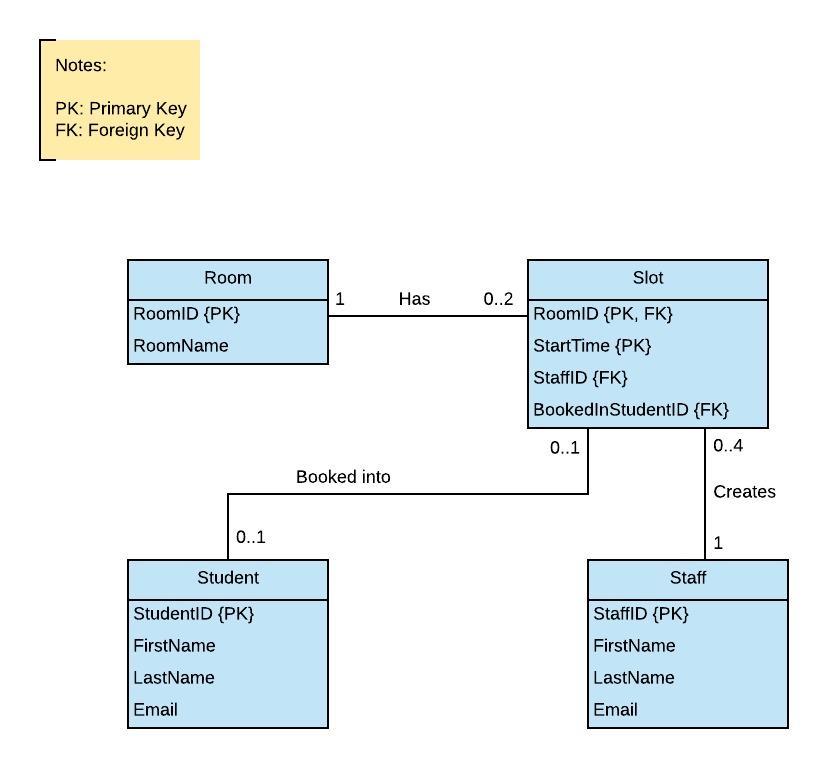 Notes:
PK: Primary Key
FK: Foreign Key
Room
RoomID {PK}
RoomName
1 Has 0..2
Slot
RoomID {PK, FK}
StartTime {PK}
StaffID {FK}
BookedInStudentID {FK}
0..1
0..4
Booked into
Creates
0..1
1
Student
StudentID {PK}
FirstName
LastName
Email
Staff
StaffID {PK}
FirstName
LastName
Email